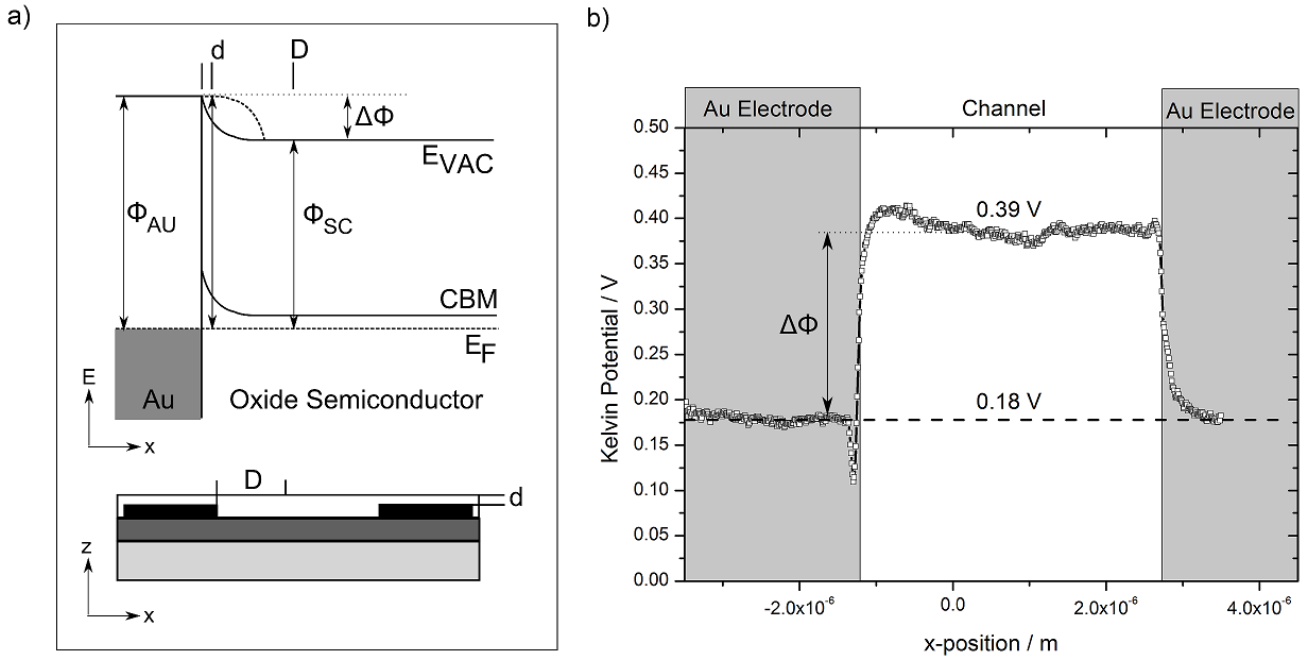 a)
d
D
ΔΦ
E_VAC
Φ_AU
Φ_SC
CBM
E_F
E
Au
Oxide Semiconductor
x
D
d
z
x
b)
Au Electrode
Channel
Au Electrode
0.50
0.45
0.40
0.35
0.30
0.25
0.20
0.15
0.10
0.05
0.00
Kelvin Potential / V
0.39 V
ΔΦ
0.18 V
-2.0x10⁻⁶
0.0
2.0x10⁻⁶
4.0x10⁻⁶
x-position / m